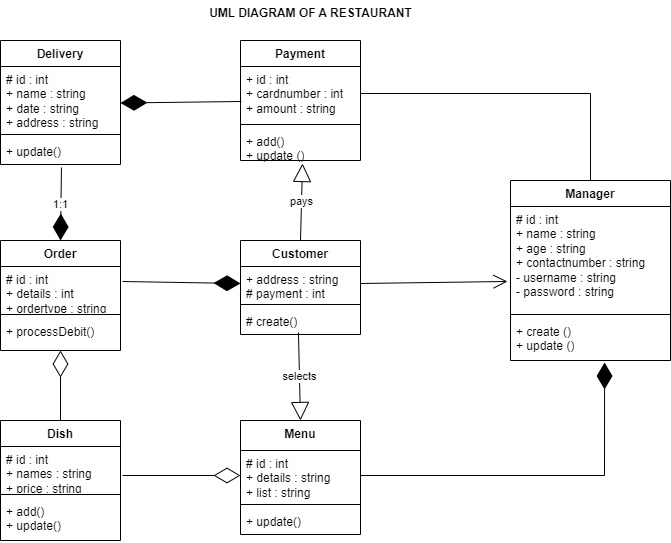 UML DIAGRAM OF A RESTAURANT
Delivery
# id : int
+ name : string
+ date : string
+ address : string
+ update()
Payment
+ id : int
+ cardnumber : int
+ amount : string
+ add()
+ update ()
Manager
# id : int
+ name : string
+ age : string
+ contactnumber : string
- username : string
- password : string
+ create ()
+ update ()
1:1
pays
Order
# id : int
+ details : int
+ ordertype : string
+ processDebit()
Customer
+ address : string
# payment : int
# create()
selects
Dish
# id : int
+ names : string
+ price : string
+ add()
+ update()
Menu
# id : int
+ details : string
+ list : string
+ update()